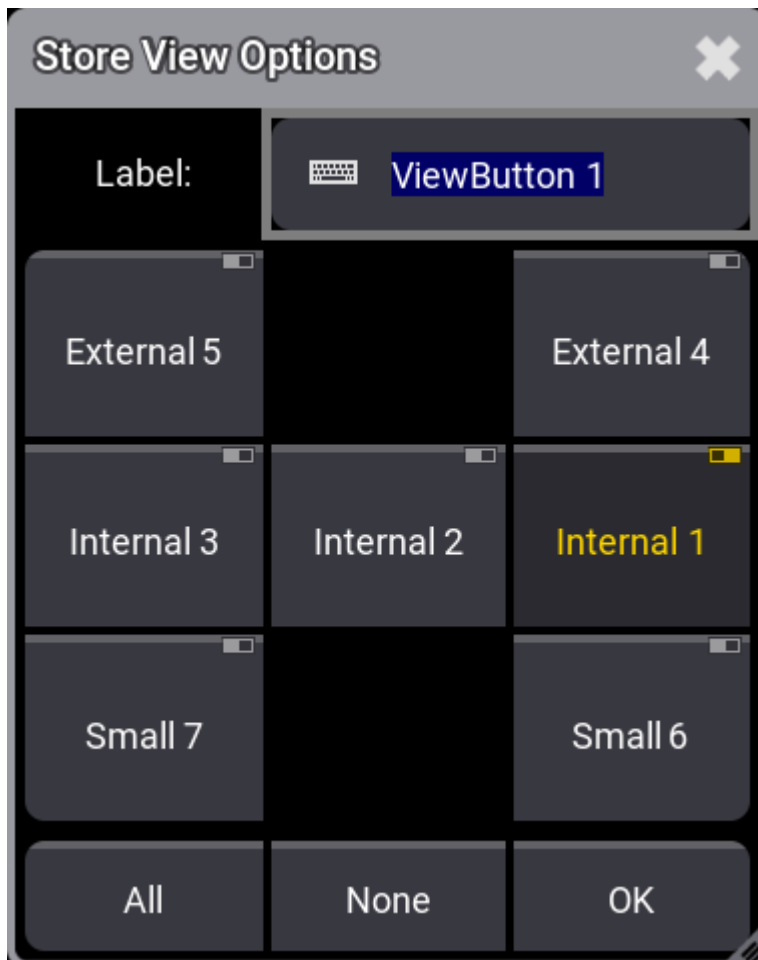 Store View Options
Label: ViewButton 1
External 5 External 4
Internal 3 Internal 2 Internal 1
Small 7 Small 6
All None OK